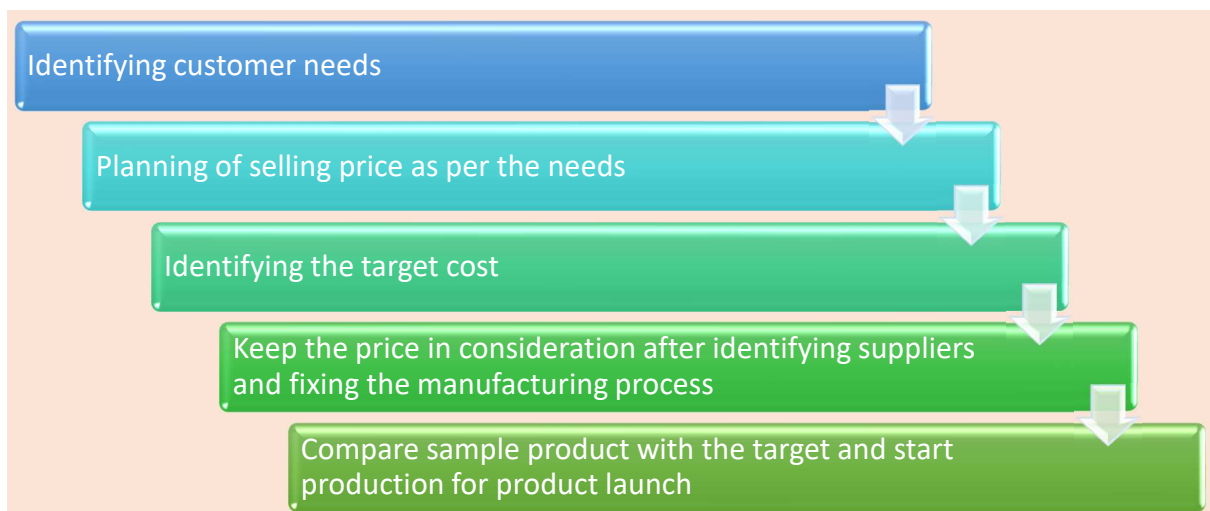 Identifying customer needs
Planning of selling price as per the needs
Identifying the target cost
Keep the price in consideration after identifying suppliers
and fixing the manufacturing process
Compare sample product with the target and start
production for product launch